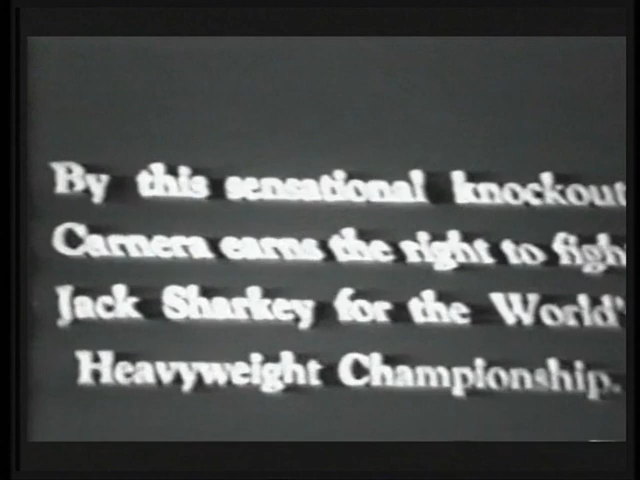 By this sensational knockout
Carnera earns the right to figh
Jack Sharkey for the World'
Heavyweight Championship.